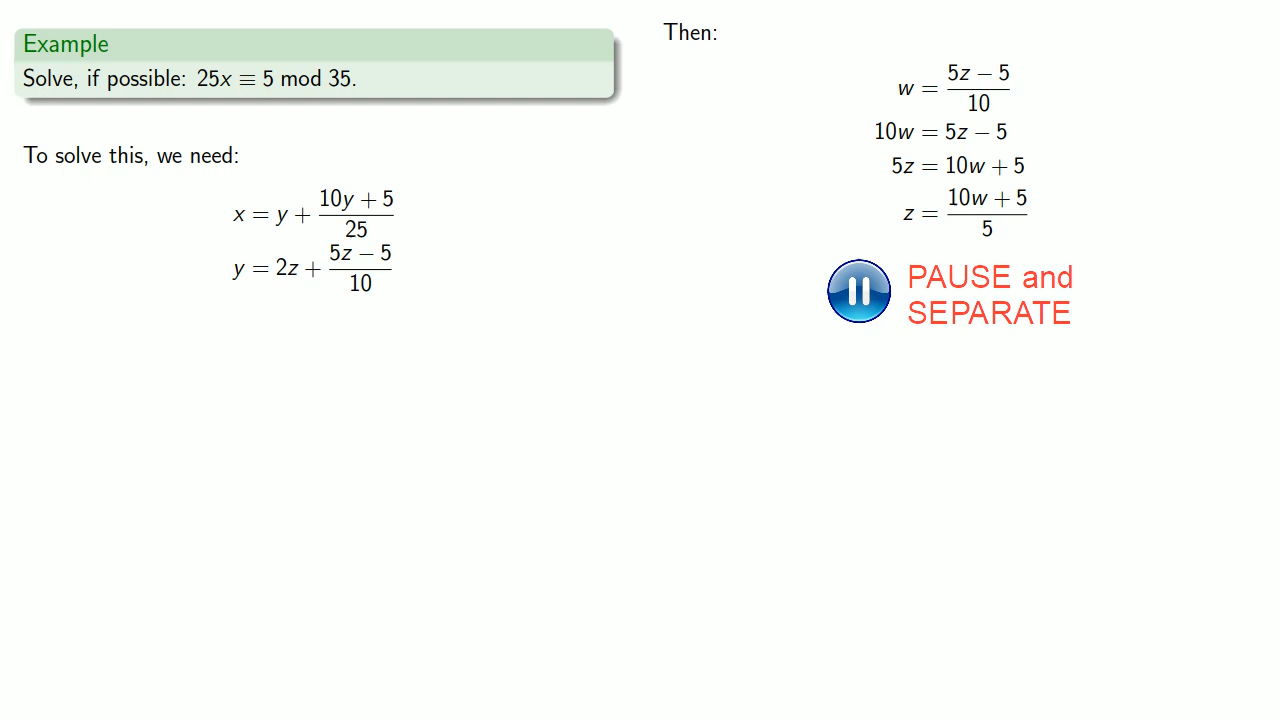 Example
Solve, if possible: 25x ≡ 5 mod 35.
To solve this, we need:
x = y + (10y + 5)/25
y = 2z + (5z − 5)/10
Then:
w = (5z − 5)/10
10w = 5z − 5
5z = 10w + 5
z = (10w + 5)/5
PAUSE and
SEPARATE